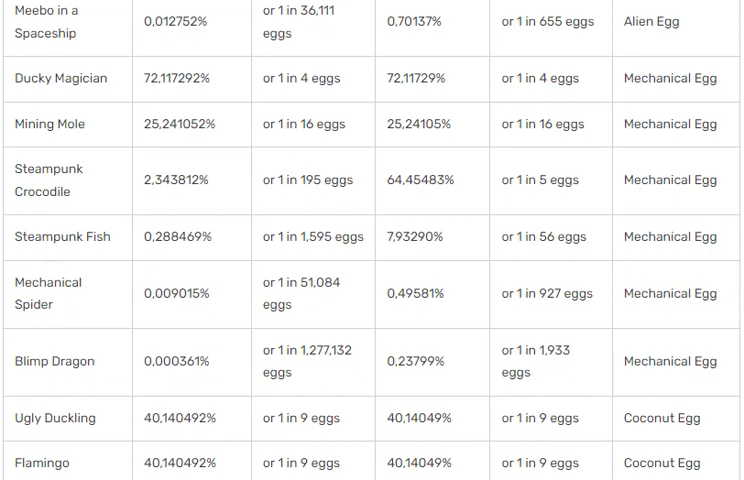 Meebo in a
Spaceship
0,012752%
or 1 in 36,111
eggs
0,70137%
or 1 in 655 eggs
Alien Egg
Ducky Magician
72,117292%
or 1 in 4 eggs
72,11729%
or 1 in 4 eggs
Mechanical Egg
Mining Mole
25,241052%
or 1 in 16 eggs
25,24105%
or 1 in 16 eggs
Mechanical Egg
Steampunk
Crocodile
2,343812%
or 1 in 195 eggs
64,45483%
or 1 in 5 eggs
Mechanical Egg
Steampunk Fish
0,288469%
or 1 in 1,595 eggs
7,93290%
or 1 in 56 eggs
Mechanical Egg
Mechanical
Spider
0,009015%
or 1 in 51,084
eggs
0,49581%
or 1 in 927 eggs
Mechanical Egg
Blimp Dragon
0,000361%
or 1 in 1,277,132
eggs
0,23799%
or 1 in 1,933
eggs
Mechanical Egg
Ugly Duckling
40,140492%
or 1 in 9 eggs
40,14049%
or 1 in 9 eggs
Coconut Egg
Flamingo
40,140492%
or 1 in 9 eggs
40,14049%
or 1 in 9 eggs
Coconut Egg